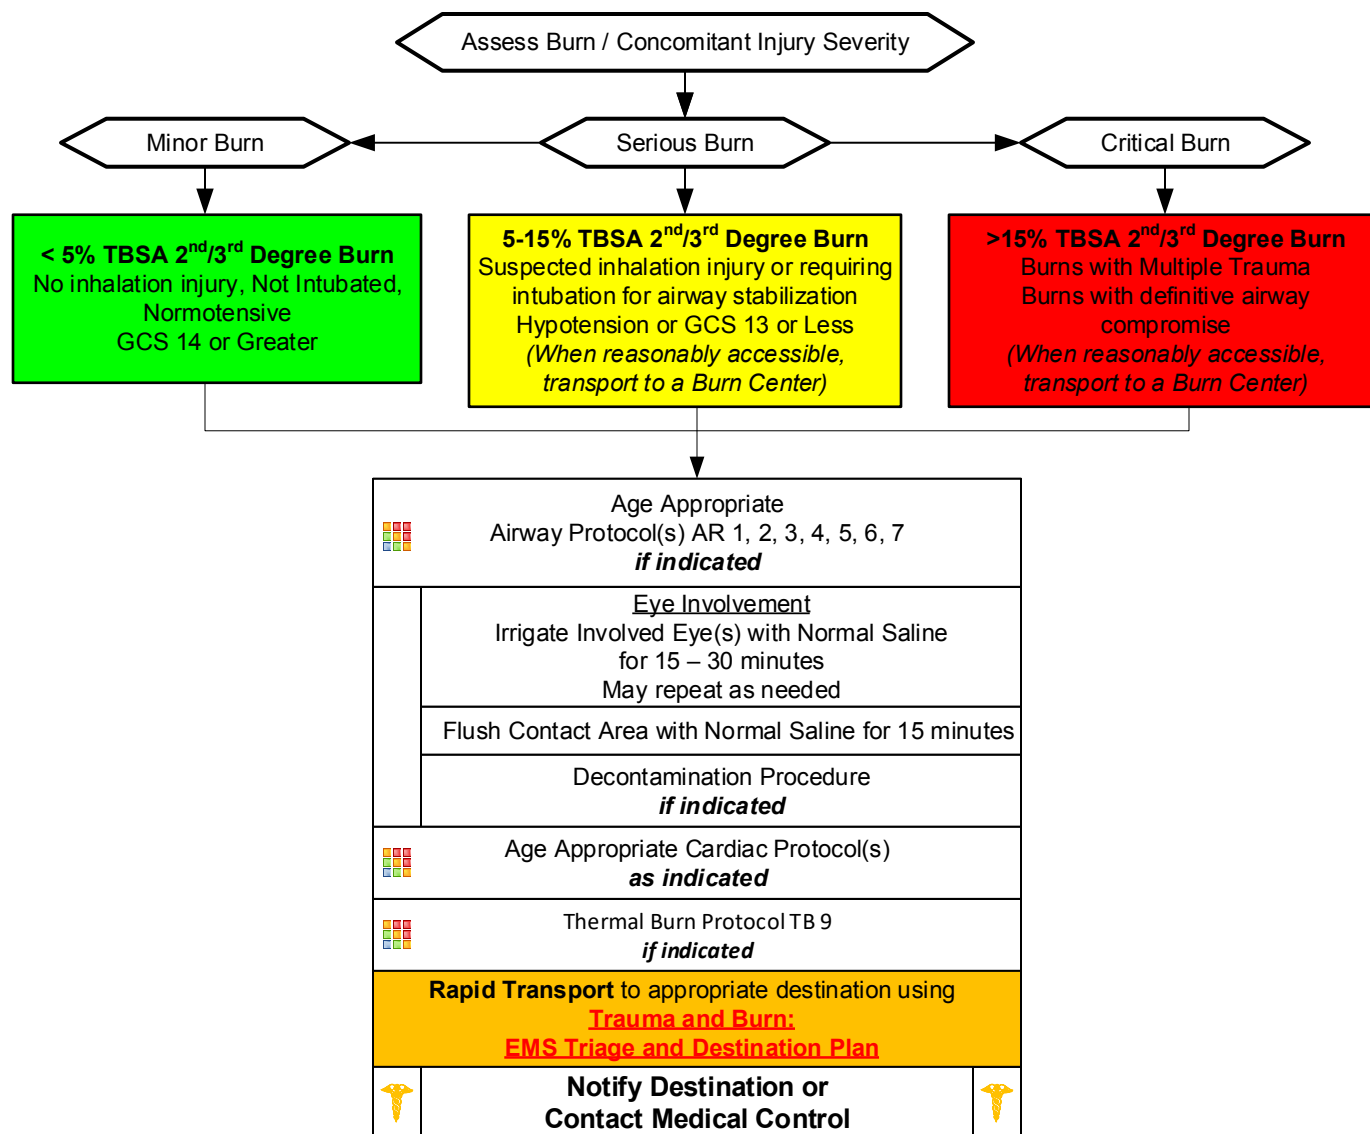 Assess Burn / Concomitant Injury Severity
Minor Burn
Serious Burn
Critical Burn
< 5% TBSA 2nd/3rd Degree Burn
No inhalation injury, Not Intubated,
Normotensive
GCS 14 or Greater
5-15% TBSA 2nd/3rd Degree Burn
Suspected inhalation injury or requiring
intubation for airway stabilization
Hypotension or GCS 13 or Less
(When reasonably accessible,
transport to a Burn Center)
>15% TBSA 2nd/3rd Degree Burn
Burns with Multiple Trauma
Burns with definitive airway
compromise
(When reasonably accessible,
transport to a Burn Center)
Age Appropriate
Airway Protocol(s) AR 1, 2, 3, 4, 5, 6, 7
if indicated
Eye Involvement
Irrigate Involved Eye(s) with Normal Saline
for 15 – 30 minutes
May repeat as needed
Flush Contact Area with Normal Saline for 15 minutes
Decontamination Procedure
if indicated
Age Appropriate Cardiac Protocol(s)
as indicated
Thermal Burn Protocol TB 9
if indicated
Rapid Transport to appropriate destination using
Trauma and Burn:
EMS Triage and Destination Plan
Notify Destination or
Contact Medical Control